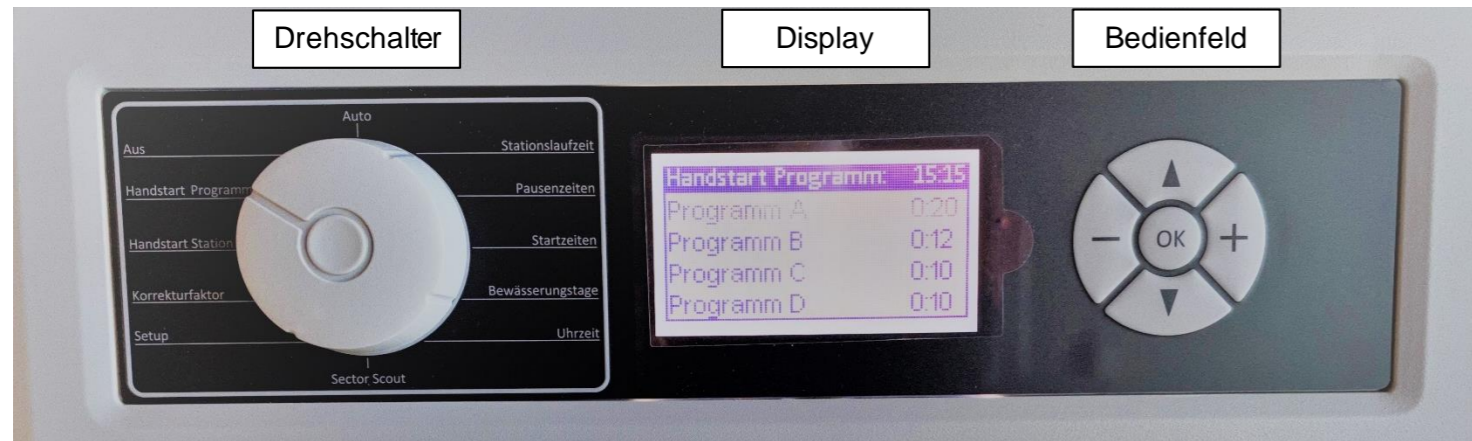 Drehschalter
Display
Bedienfeld
Auto
Aus
Handstart Programm
Handstart Station
Korrekturfaktor
Setup
Sector Scout
Stationslaufzeit
Pausenzeiten
Startzeiten
Bewässerungstage
Uhrzeit
Handstart Programm: 15:15
Programm A 0:20
Programm B 0:12
Programm C 0:10
Programm D 0:10
− OK +